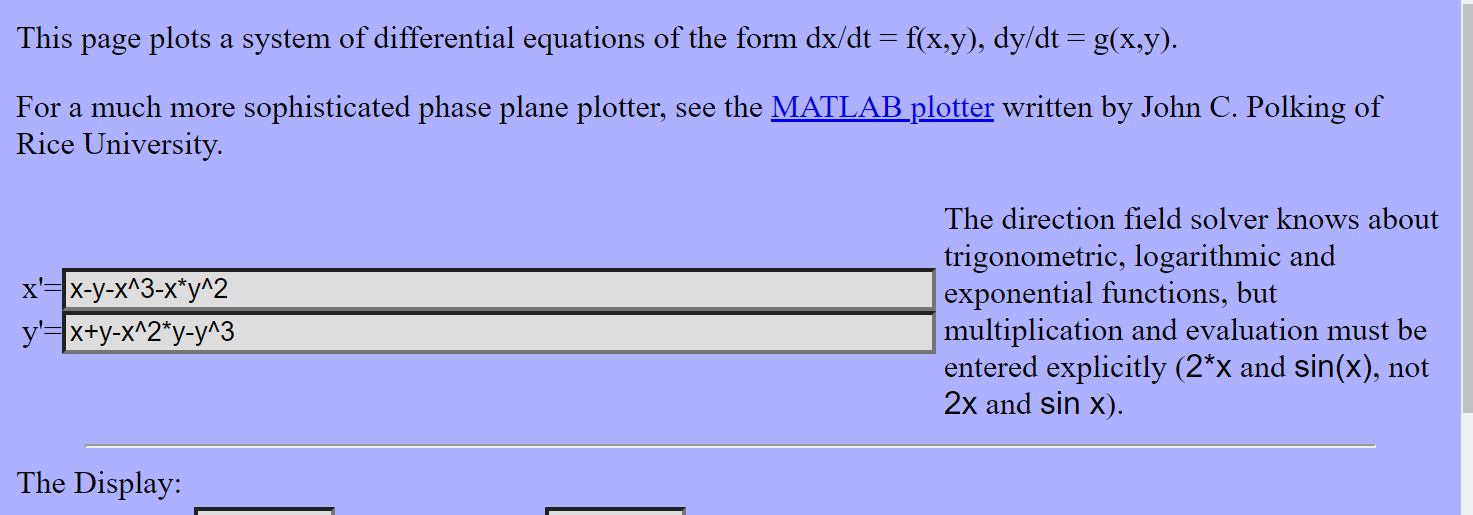 This page plots a system of differential equations of the form dx/dt = f(x,y), dy/dt = g(x,y).
For a much more sophisticated phase plane plotter, see the MATLAB plotter written by John C. Polking of
Rice University.
x'= x-y-x^3-x*y^2
y'= x+y-x^2*y-y^3
The direction field solver knows about
trigonometric, logarithmic and
exponential functions, but
multiplication and evaluation must be
entered explicitly (2*x and sin(x), not
2x and sin x).
The Display: